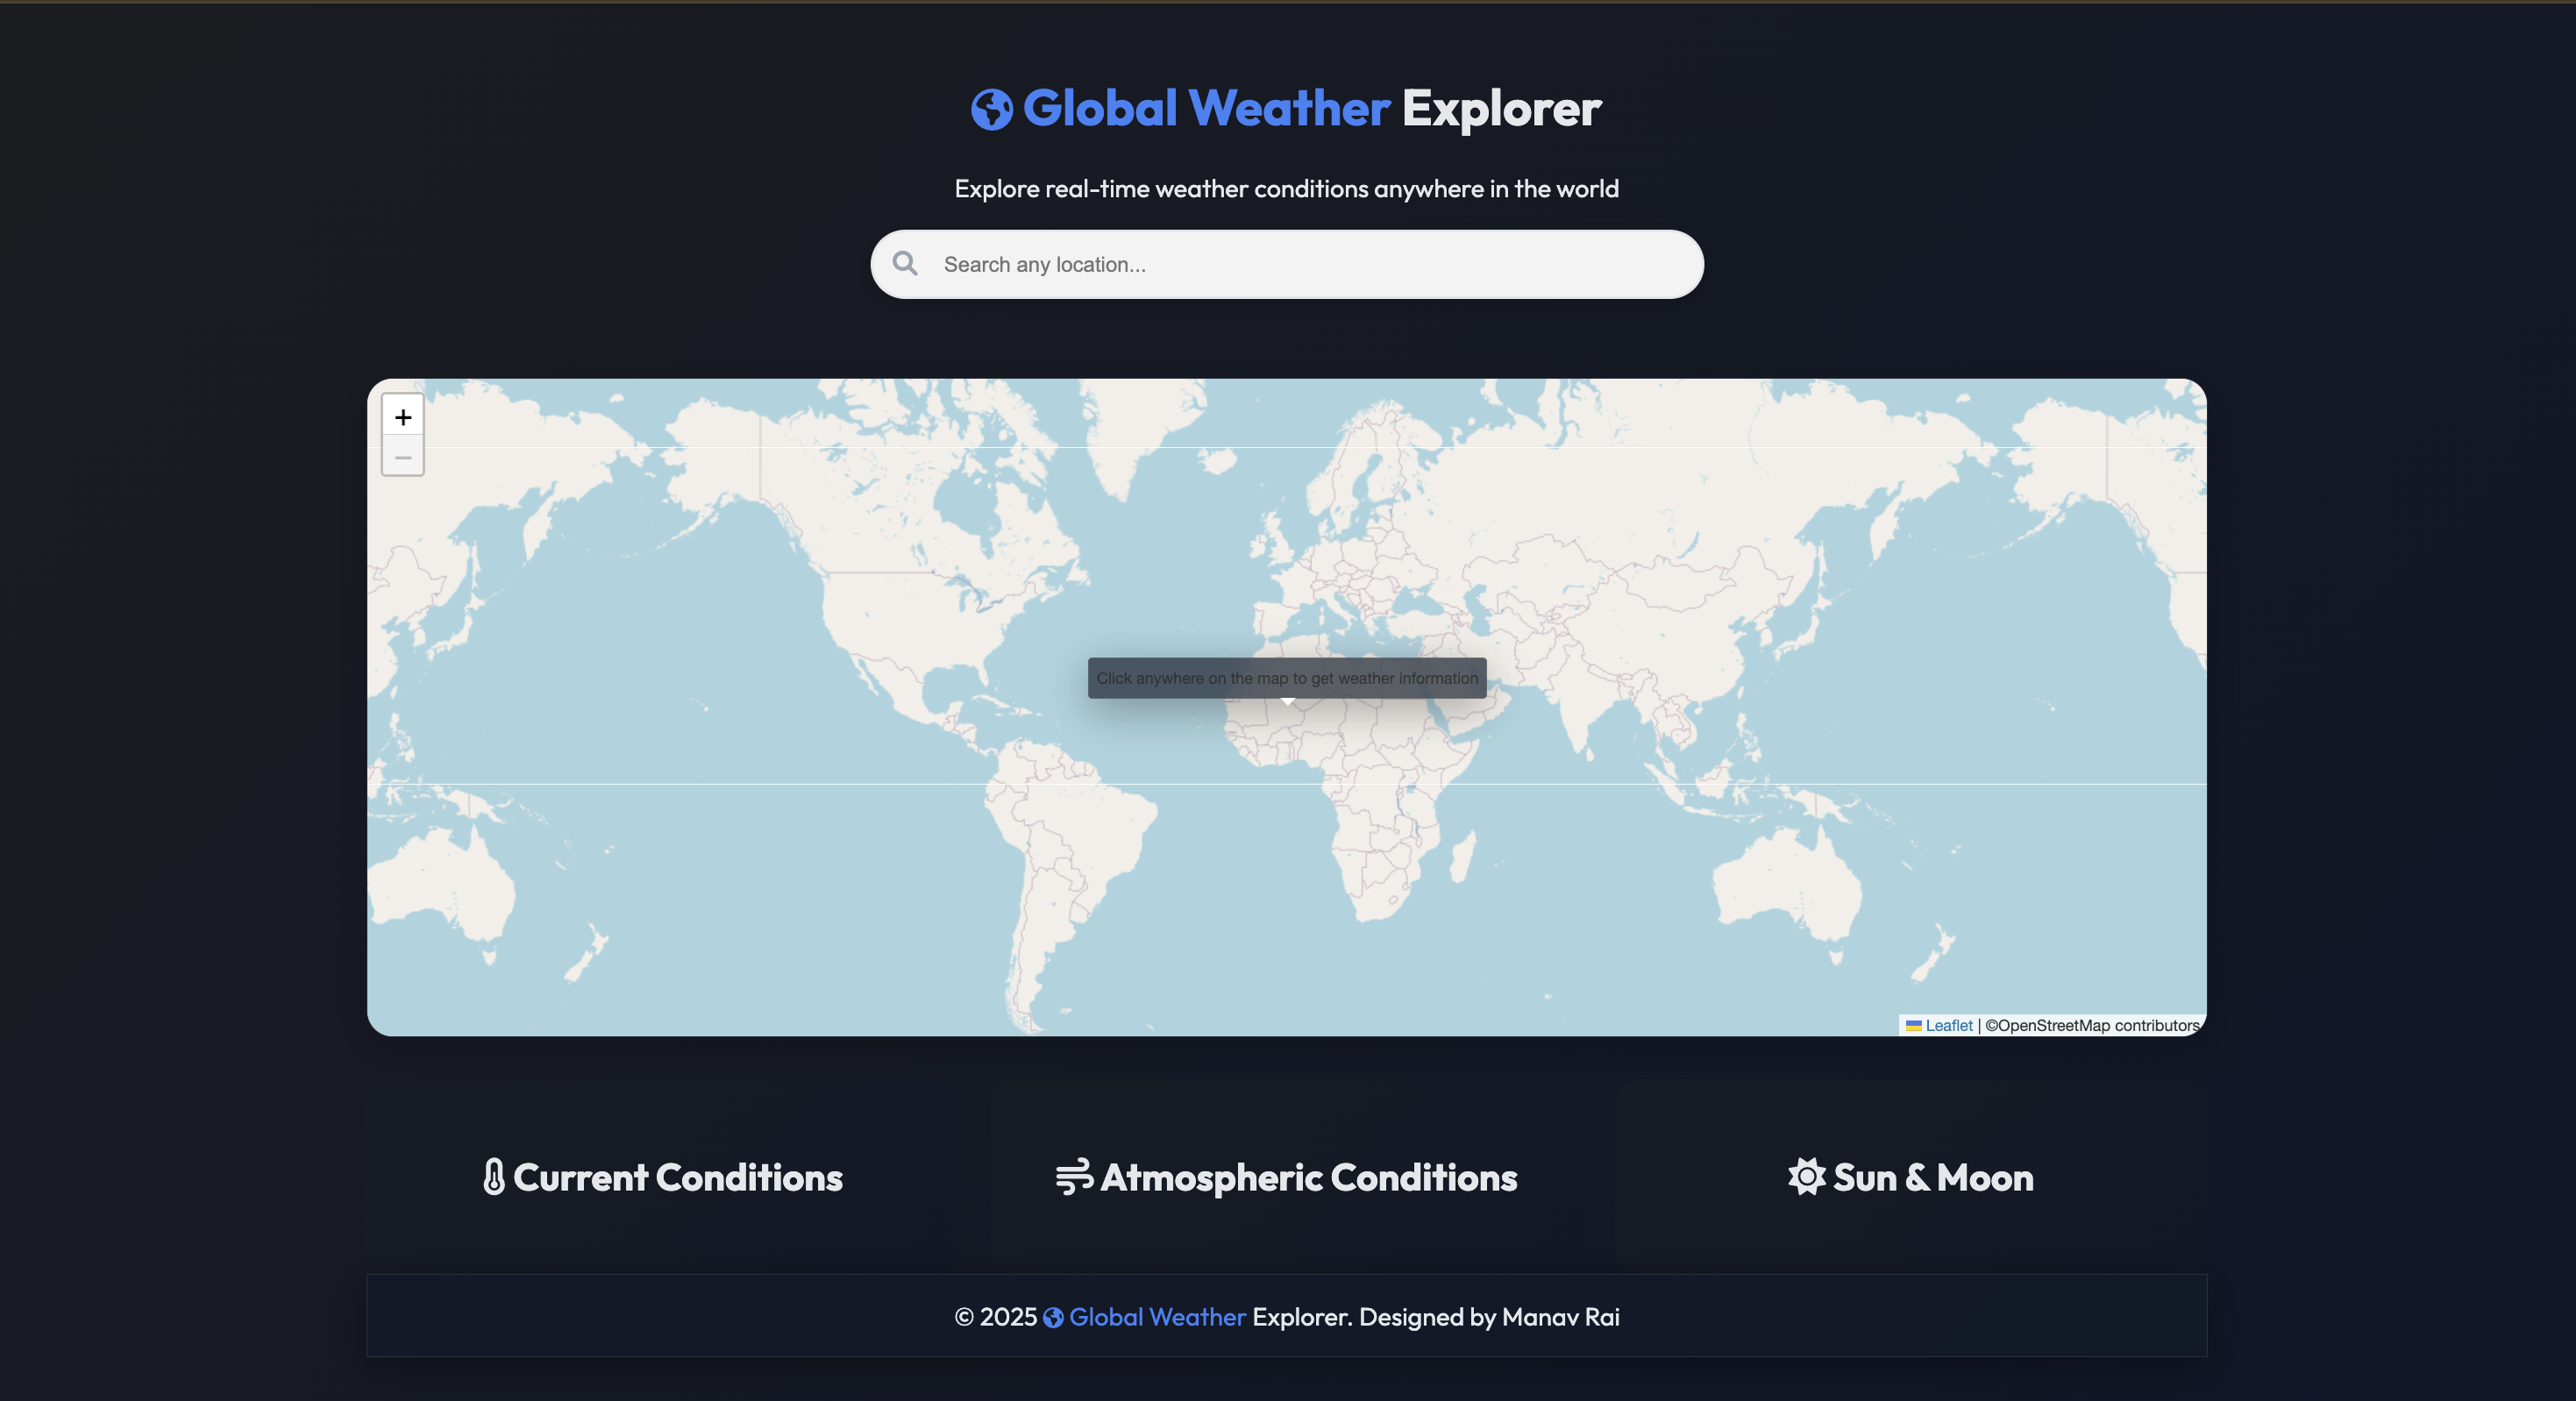 Global Weather Explorer
Explore real-time weather conditions anywhere in the world
Search any location...
+
−
Click anywhere on the map to get weather information
Leaflet | ©OpenStreetMap contributors
Current Conditions
Atmospheric Conditions
Sun & Moon
© 2025 Global Weather Explorer. Designed by Manav Rai